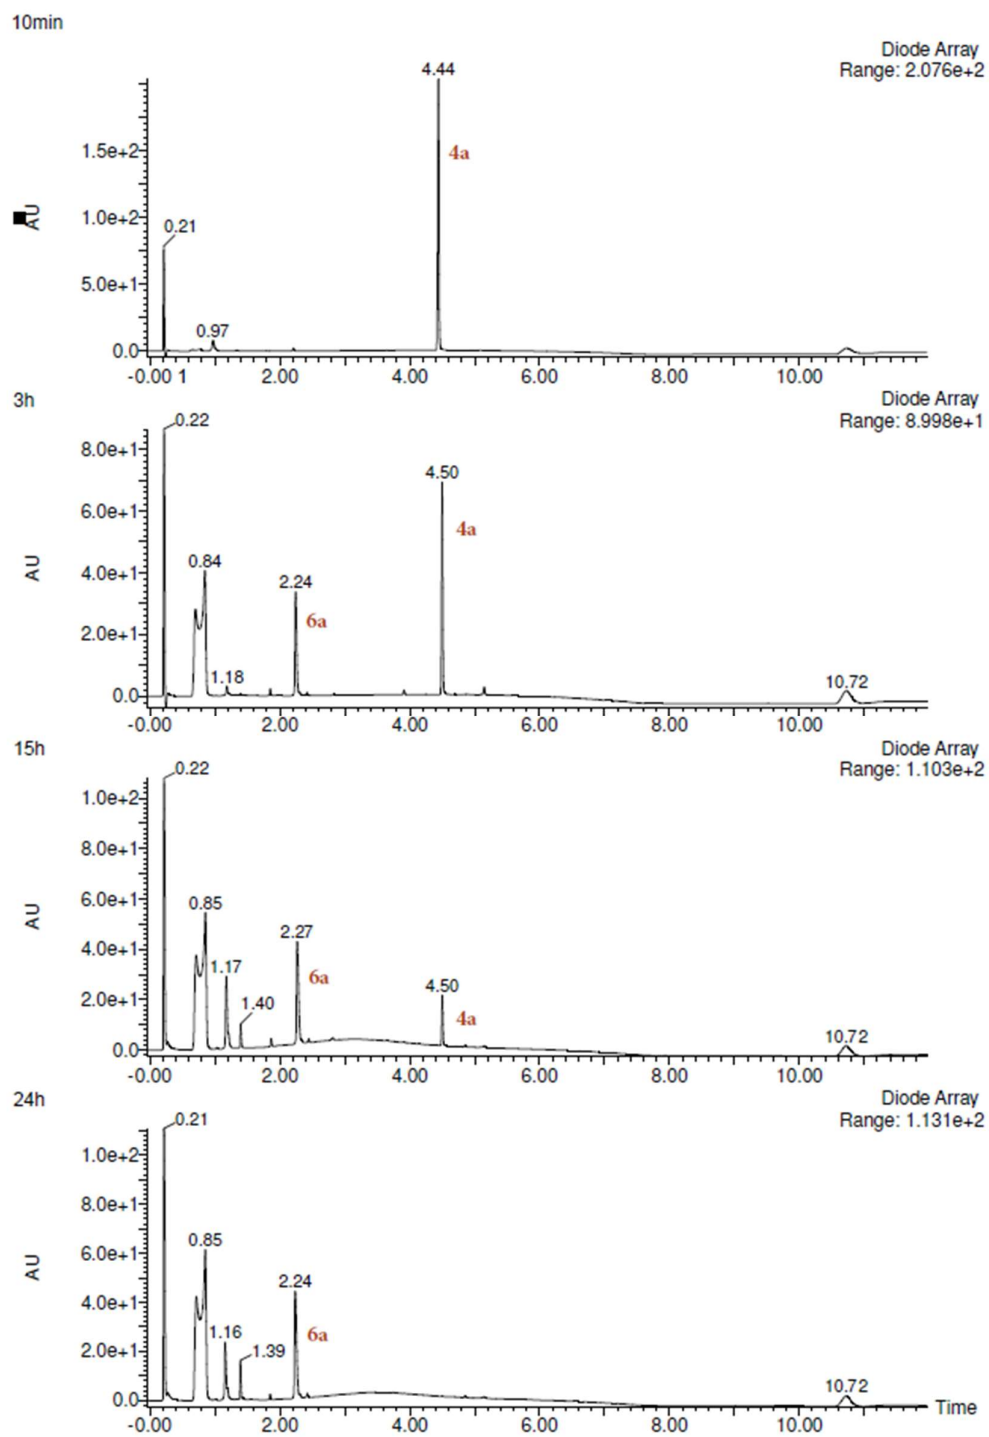 10min
Diode Array
Range: 2.076e+2
4.44
4a
1.5e+2
AU
1.0e+2
0.21
5.0e+1
0.97
0.0
-0.00 1 2.00 4.00 6.00 8.00 10.00
3h
Diode Array
Range: 8.998e+1
0.22
8.0e+1
4.50
6.0e+1
4a
AU
0.84
4.0e+1
2.24
6a
2.0e+1
1.18
10.72
0.0
-0.00 2.00 4.00 6.00 8.00 10.00
15h
Diode Array
Range: 1.103e+2
0.22
1.0e+2
8.0e+1
AU
6.0e+1
0.85
2.27
4.0e+1
1.17
6a
4.50
2.0e+1
1.40
4a
10.72
0.0
-0.00 2.00 4.00 6.00 8.00 10.00
24h
Diode Array
Range: 1.131e+2
0.21
1.0e+2
8.0e+1
AU
6.0e+1
0.85
2.24
4.0e+1
1.16
6a
2.0e+1
1.39
10.72
0.0
Time
-0.00 2.00 4.00 6.00 8.00 10.00